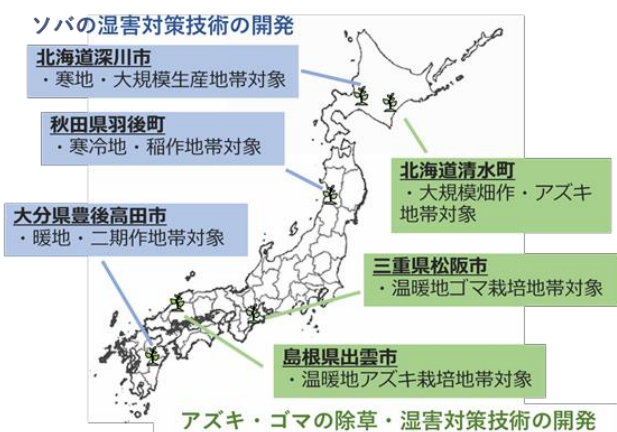 ソバの湿害対策技術の開発
北海道深川市
・寒地・大規模生産地帯対象
秋田県羽後町
・寒冷地・稲作地帯対象
大分県豊後高田市
・暖地・二期作地帯対象
北海道清水町
・大規模畑作・アズキ
地帯対象
三重県松阪市
・温暖地ゴマ栽培地帯対象
島根県出雲市
・温暖地アズキ栽培地帯対象
アズキ・ゴマの除草・湿害対策技術の開発